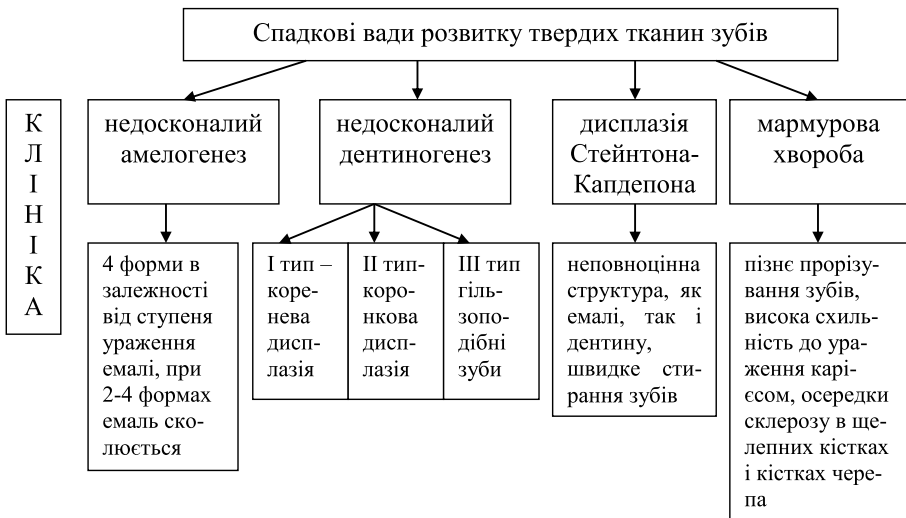 Спадкові вади розвитку твердих тканин зубів
К
Л
І
Н
І
К
А
недосконалий
амелогенез
недосконалий
дентиногенез
дисплазія
Стейнтона-
Капдепона
мармурова
хвороба
4 форми в
залежності
від ступеня
ураження
емалі, при
2-4 формах
емаль ско-
люється
І тип –
коре-
нева
дисп-
лазія
ІІ тип-
коро-
нкова
дисп-
лазія
ІІІ тип
гіль-
зопо-
дібні
зуби
неповноцінна
структура, як
емалі, так і
дентину,
швидке сти-
рання зубів
пізнє прорізу-
вання зубів,
висока схиль-
ність до ура-
ження карі-
єсом, осередки
склерозу в ще-
лепних кістках
і кістках чере-
па